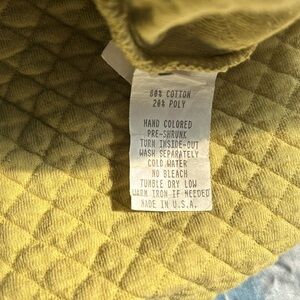 80% COTTON
20% POLY
HAND COLORED
PRE-SHRUNK
TURN INSIDE-OUT
WASH SEPARATELY
COLD WATER
NO BLEACH
TUMBLE DRY LOW
WARM IRON IF NEEDED
MADE IN U.S.A.